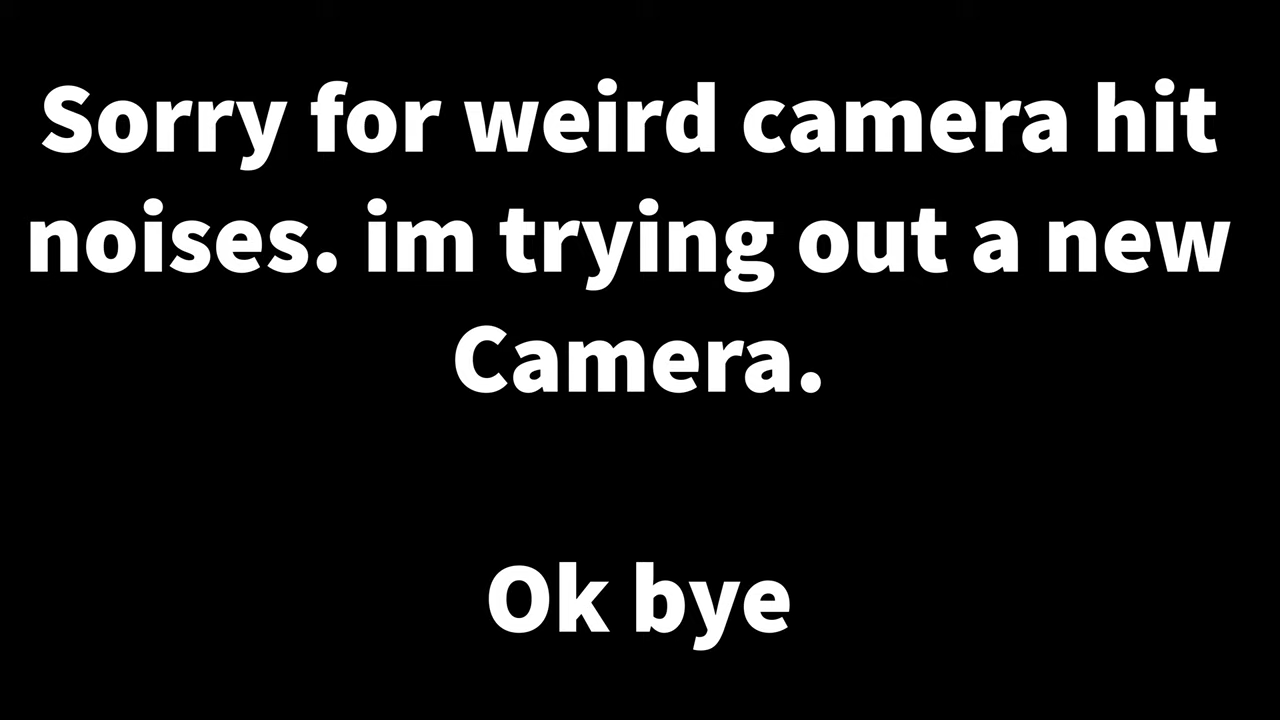 Sorry for weird camera hit
noises. im trying out a new
Camera.
Ok bye